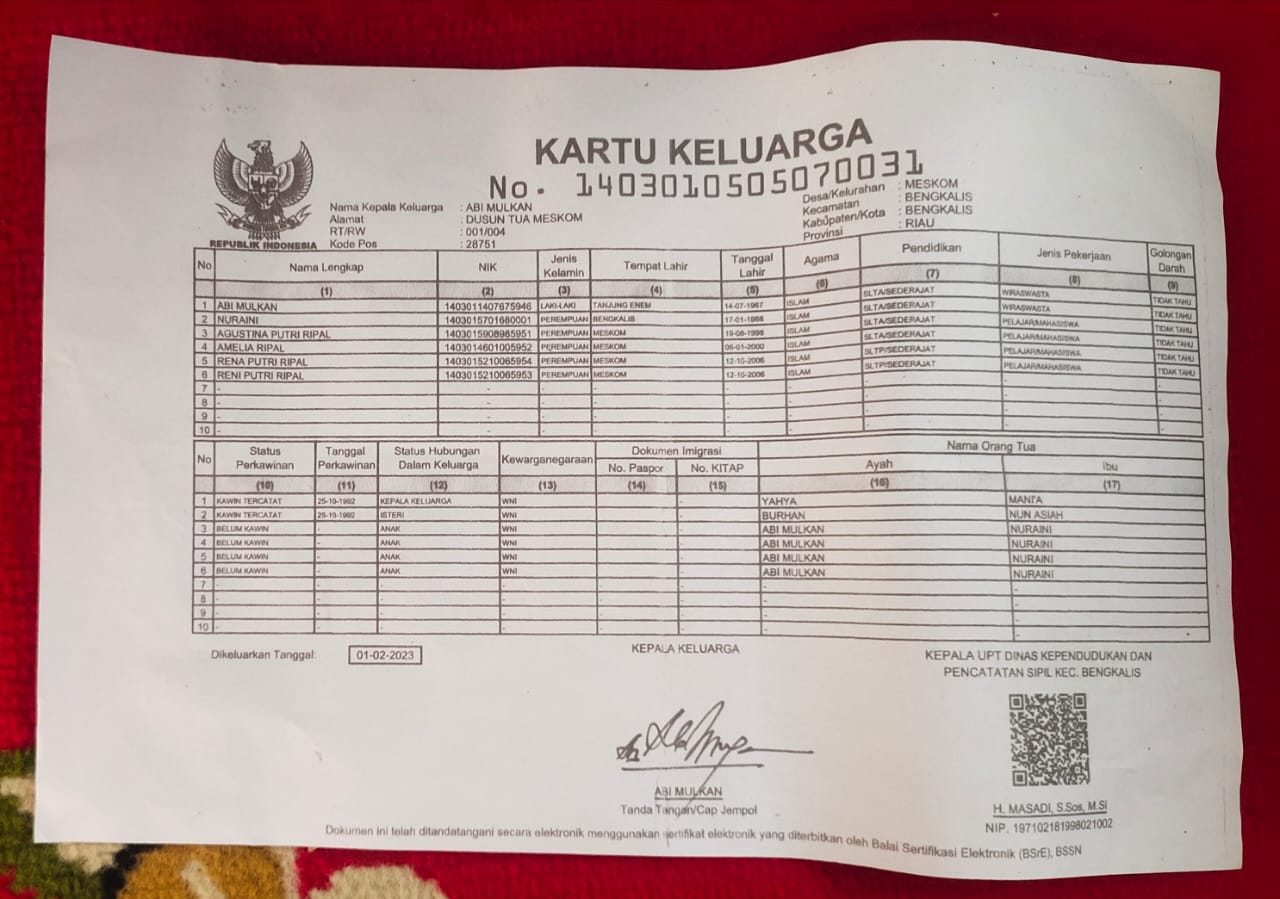 KARTU KELUARGA
No. 1403010505070031
REPUBLIK INDONESIA
Nama Kepala Keluarga : ABI MULKAN
Alamat : DUSUN TUA MESKOM
RT/RW : 001/004
Kode Pos : 28751
Desa/Kelurahan : MESKOM
Kecamatan : BENGKALIS
Kabupaten/Kota : BENGKALIS
Provinsi : RIAU
No Nama Lengkap NIK Jenis Kelamin Tempat Lahir Tanggal Lahir Agama Pendidikan Jenis Pekerjaan Golongan Darah
(1) (2) (3) (4) (5) (6) (7) (8) (9)
1 ABI MULKAN 1403011407675946 LAKI-LAKI TANJUNG ENEM 14-07-1967 ISLAM SLTA/SEDERAJAT WIRASWASTA TIDAK TAHU
2 NURAINI 1403015701680001 PEREMPUAN BENGKALIS 17-01-1968 ISLAM SLTA/SEDERAJAT WIRASWASTA TIDAK TAHU
3 AGUSTINA PUTRI RIPAL 1403015908985951 PEREMPUAN MESKOM 19-08-1998 ISLAM SLTA/SEDERAJAT PELAJAR/MAHASISWA TIDAK TAHU
4 AMELIA RIPAL 1403014601005952 PEREMPUAN MESKOM 06-01-2000 ISLAM SLTA/SEDERAJAT PELAJAR/MAHASISWA TIDAK TAHU
5 RENA PUTRI RIPAL 1403015210065954 PEREMPUAN MESKOM 12-10-2006 ISLAM SLTP/SEDERAJAT PELAJAR/MAHASISWA TIDAK TAHU
6 RENI PUTRI RIPAL 1403015210065953 PEREMPUAN MESKOM 12-10-2006 ISLAM SLTP/SEDERAJAT PELAJAR/MAHASISWA TIDAK TAHU
7 - - - - - - - - -
8 - - - - - - - - -
9 - - - - - - - - -
10 - - - - - - - - -
No Status Perkawinan Tanggal Perkawinan Status Hubungan Dalam Keluarga Kewarganegaraan Dokumen Imigrasi Nama Orang Tua
No. Paspor No. KITAP Ayah Ibu
(10) (11) (12) (13) (14) (15) (16) (17)
1 KAWIN TERCATAT 25-10-1992 KEPALA KELUARGA WNI - YAHYA
2 KAWIN TERCATAT 25-10-1992 ISTERI WNI - BURHAN NUN ASIAH
3 BELUM KAWIN - ANAK WNI - ABI MULKAN NURAINI
4 BELUM KAWIN - ANAK WNI - ABI MULKAN NURAINI
5 BELUM KAWIN - ANAK WNI - ABI MULKAN NURAINI
6 BELUM KAWIN - ANAK WNI - ABI MULKAN NURAINI
7 - - - - - - -
8 - - - - - - -
9 - - - - - - -
10 - - - - - - -
Dikeluarkan Tanggal: 01-02-2023
KEPALA KELUARGA
KEPALA UPT DINAS KEPENDUDUKAN DAN
PENCATATAN SIPIL KEC. BENGKALIS
ABI MULKAN
Tanda Tangan/Cap Jempol
H. MASADI, S.Sos, M.Si
NIP. 197102181998021002
Dokumen ini telah ditandatangani secara elektronik menggunakan sertifikat elektronik yang diterbitkan oleh Balai Sertifikasi Elektronik (BSrE), BSSN